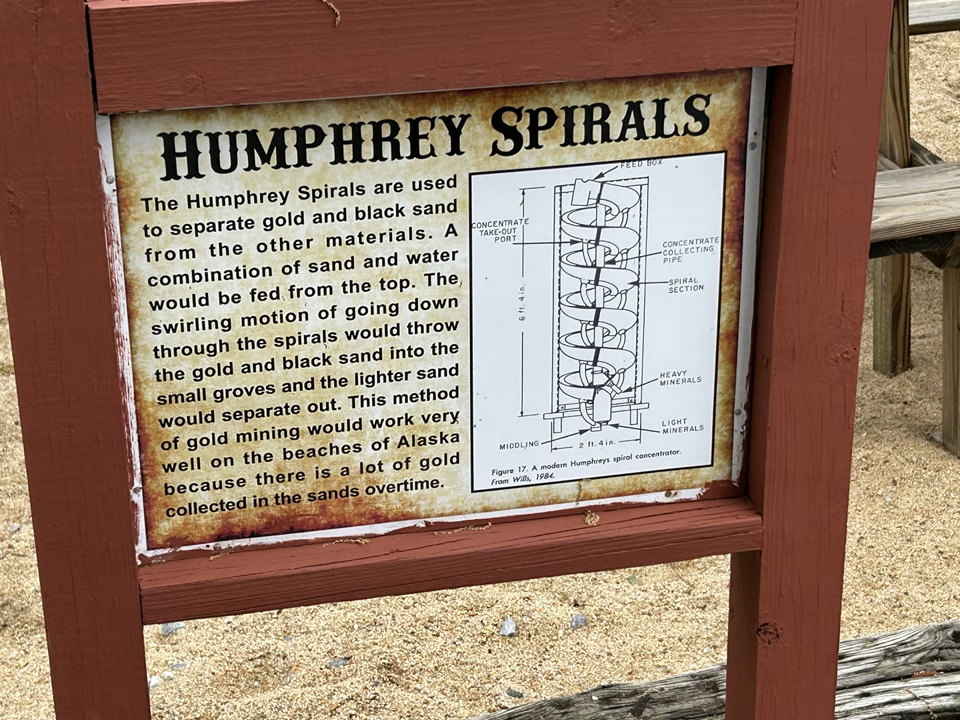 HUMPHREY SPIRALS
The Humphrey Spirals are used
to separate gold and black sand
from the other materials. A
combination of sand and water
would be fed from the top. The
swirling motion of going down
through the spirals would throw
the gold and black sand into the
small groves and the lighter sand
would separate out. This method
of gold mining would work very
well on the beaches of Alaska
because there is a lot of gold
collected in the sands overtime.
FEED BOX
CONCENTRATE
TAKE-OUT
PORT
CONCENTRATE
COLLECTING
PIPE
SPIRAL
SECTION
6 ft. 4 in.
HEAVY
MINERALS
LIGHT
MINERALS
MIDDLING
2 ft. 4 in.
Figure 17. A modern Humphreys spiral concentrator.
From Wills, 1984.